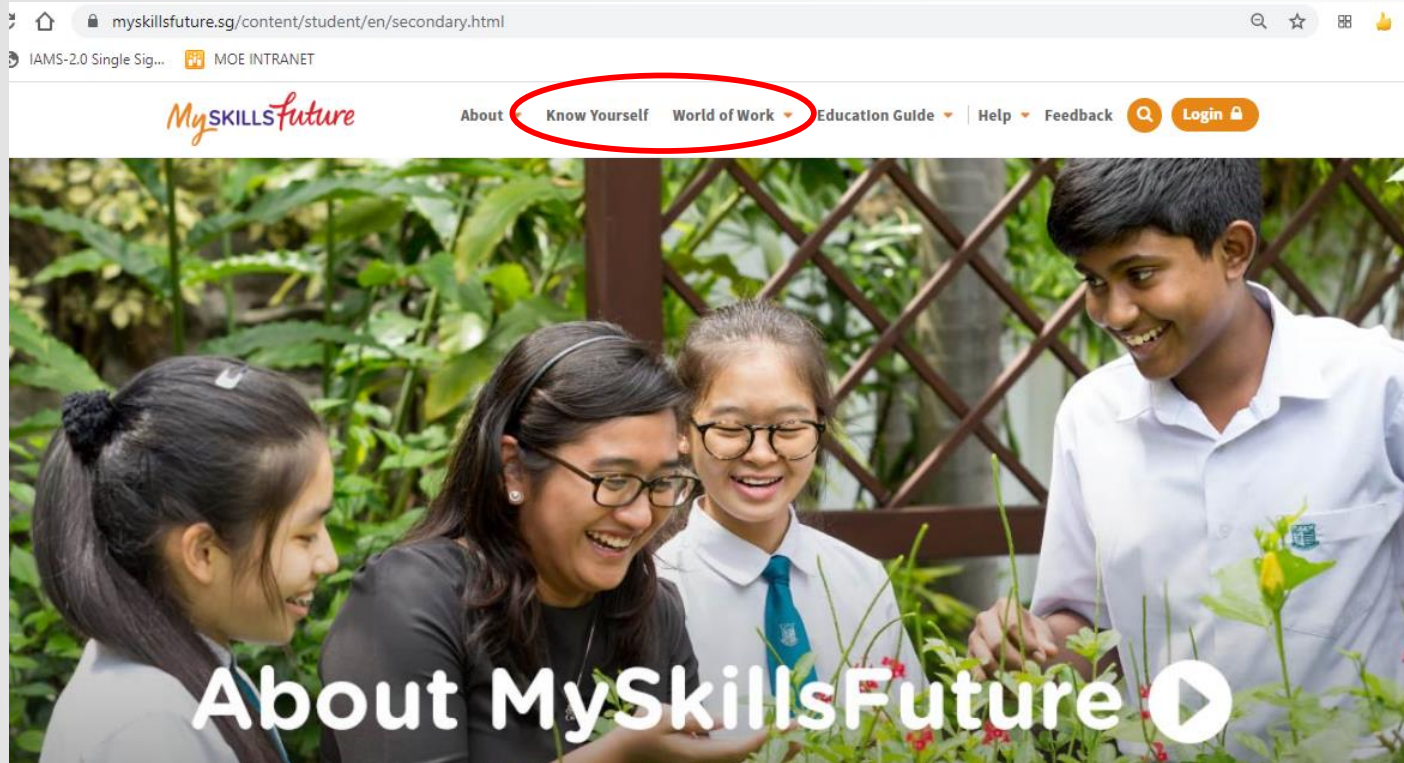 myskillsfuture.sg/content/student/en/secondary.html
IAMS-2.0 Single Sig... MOE INTRANET
MySKILLSfuture About Know Yourself World of Work Education Guide Help Feedback Login
About MySkillsFuture